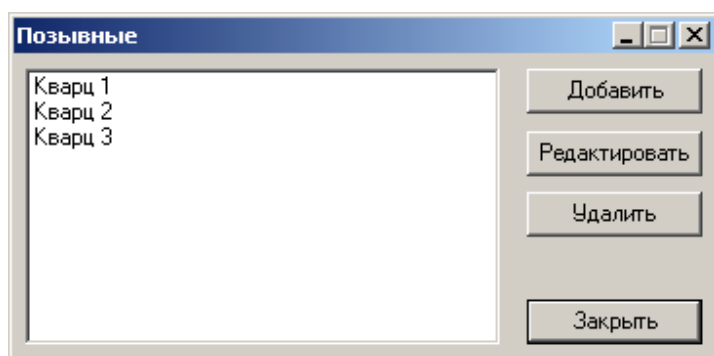 Позывные
Кварц 1
Кварц 2
Кварц 3
Добавить
Редактировать
Удалить
Закрыть